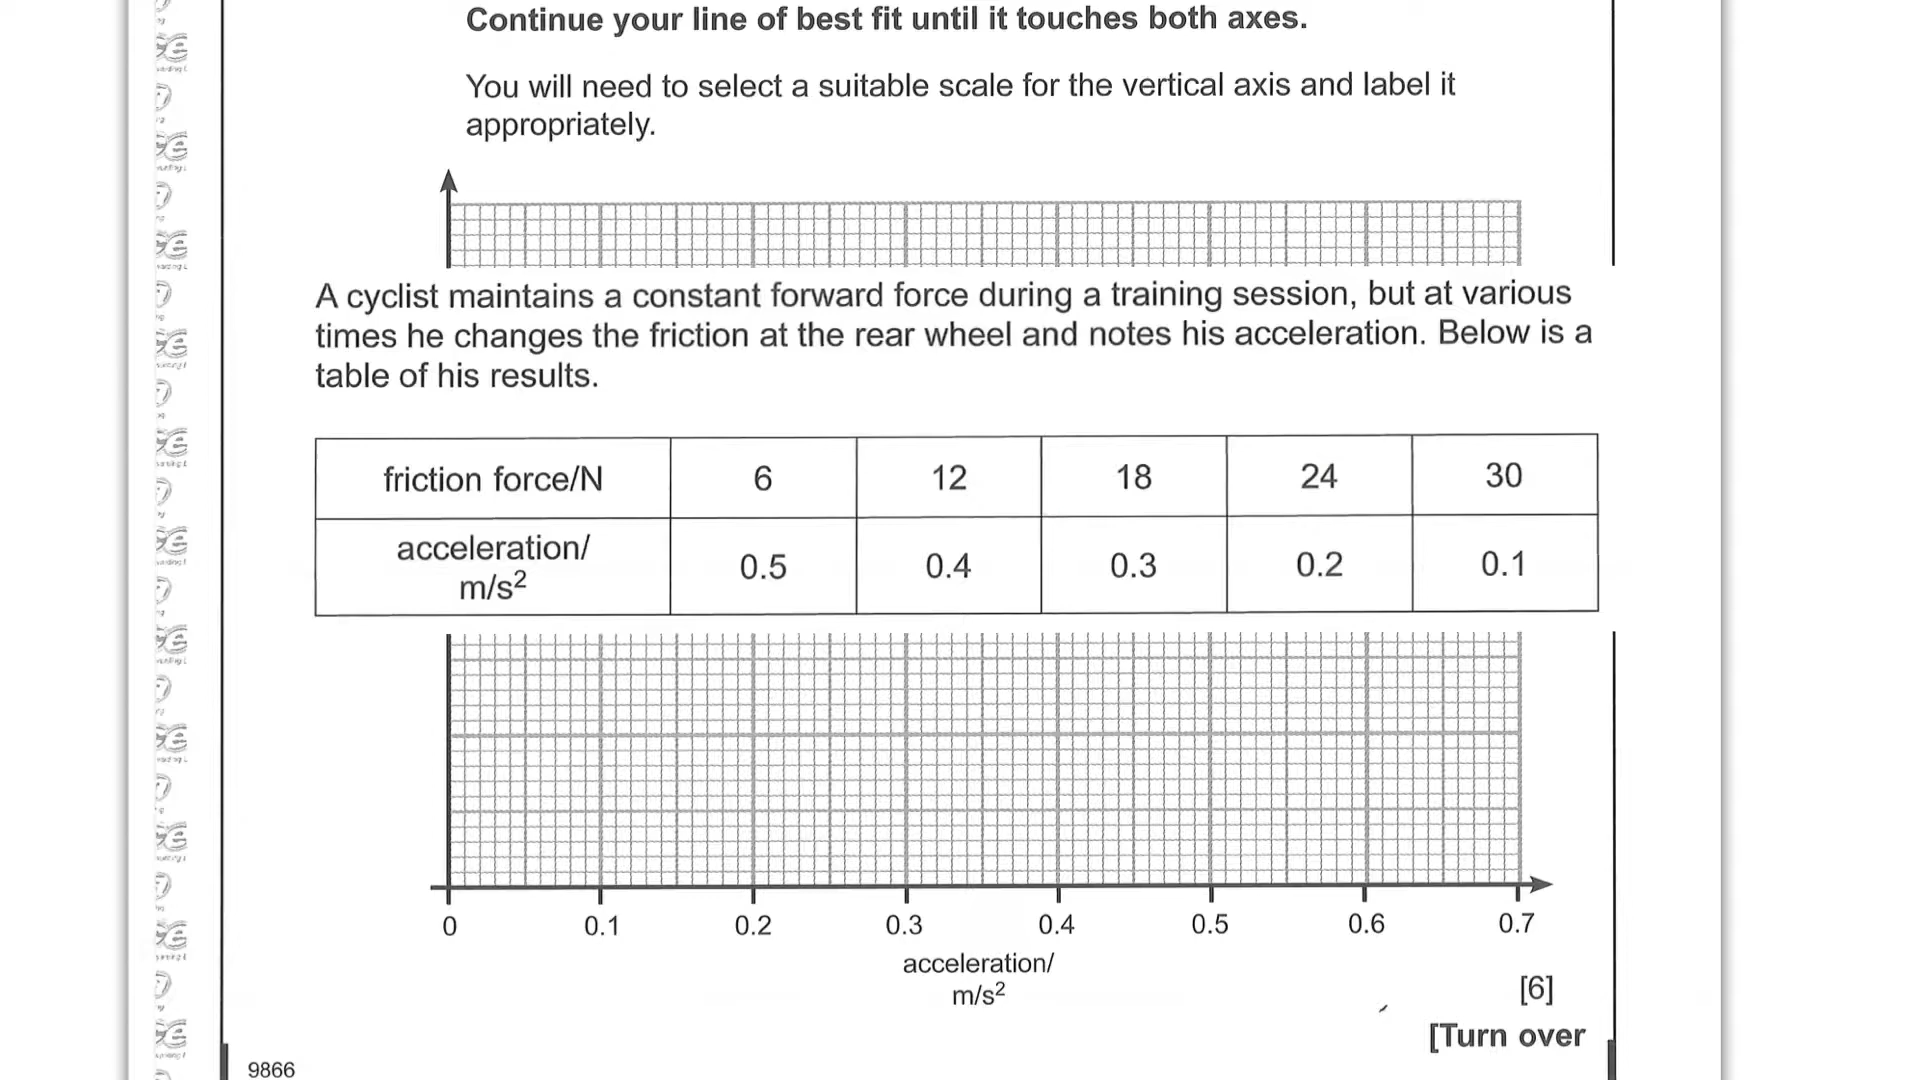 Continue your line of best fit until it touches both axes.
You will need to select a suitable scale for the vertical axis and label it
appropriately.
A cyclist maintains a constant forward force during a training session, but at various
times he changes the friction at the rear wheel and notes his acceleration. Below is a
table of his results.
friction force/N 6 12 18 24 30
acceleration/
m/s² 0.5 0.4 0.3 0.2 0.1
0 0.1 0.2 0.3 0.4 0.5 0.6 0.7
acceleration/
m/s²
[6]
[Turn over
9866